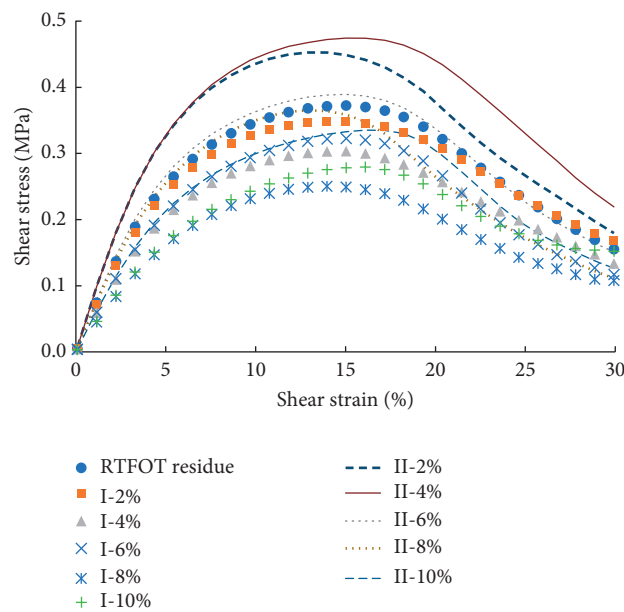 0.5
0.4
0.3
0.2
0.1
0.0
Shear stress (MPa)
0 5 10 15 20 25 30
Shear strain (%)
RTFOT residue
I-2%
I-4%
I-6%
I-8%
I-10%
II-2%
II-4%
II-6%
II-8%
II-10%